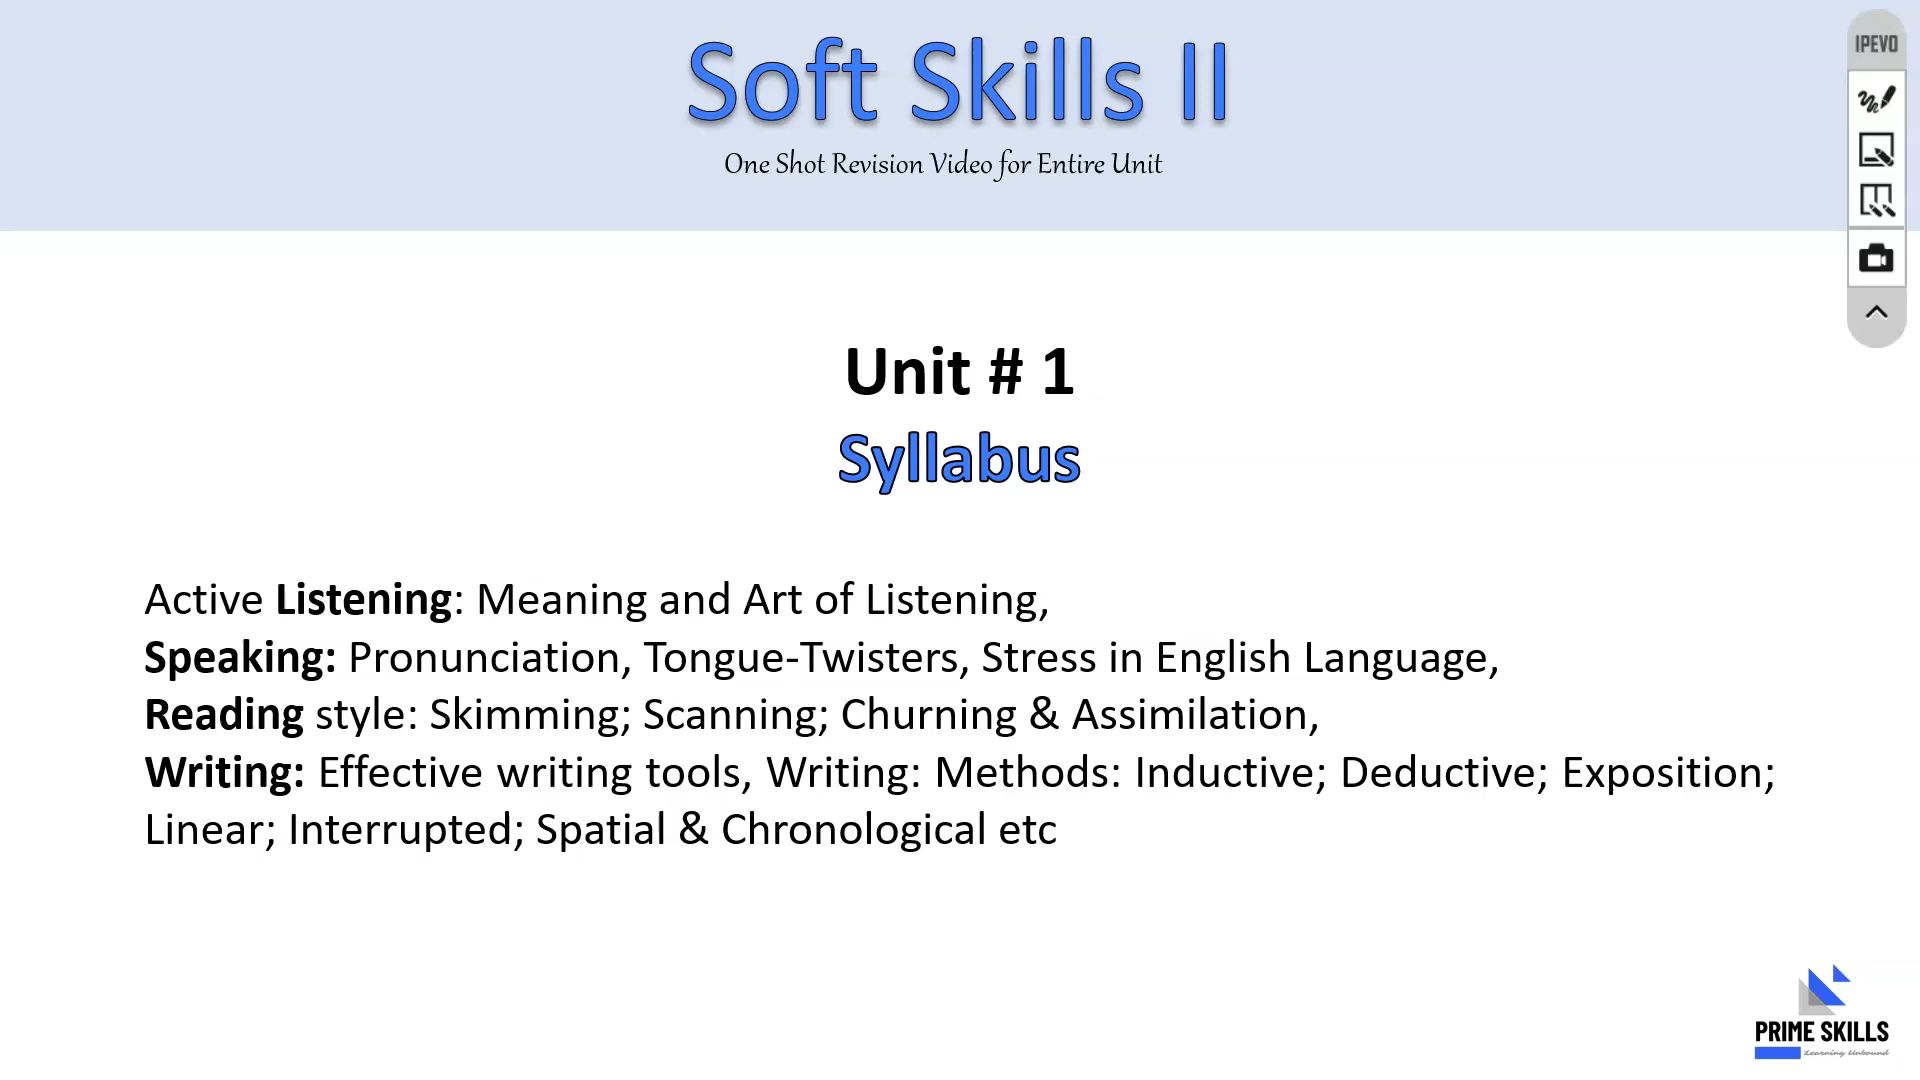 Soft Skills II
One Shot Revision Video for Entire Unit
IPEVO
Unit # 1
Syllabus
Active Listening: Meaning and Art of Listening,
Speaking: Pronunciation, Tongue-Twisters, Stress in English Language,
Reading style: Skimming; Scanning; Churning & Assimilation,
Writing: Effective writing tools, Writing: Methods: Inductive; Deductive; Exposition;
Linear; Interrupted; Spatial & Chronological etc
PRIME SKILLS
Learning Unbound